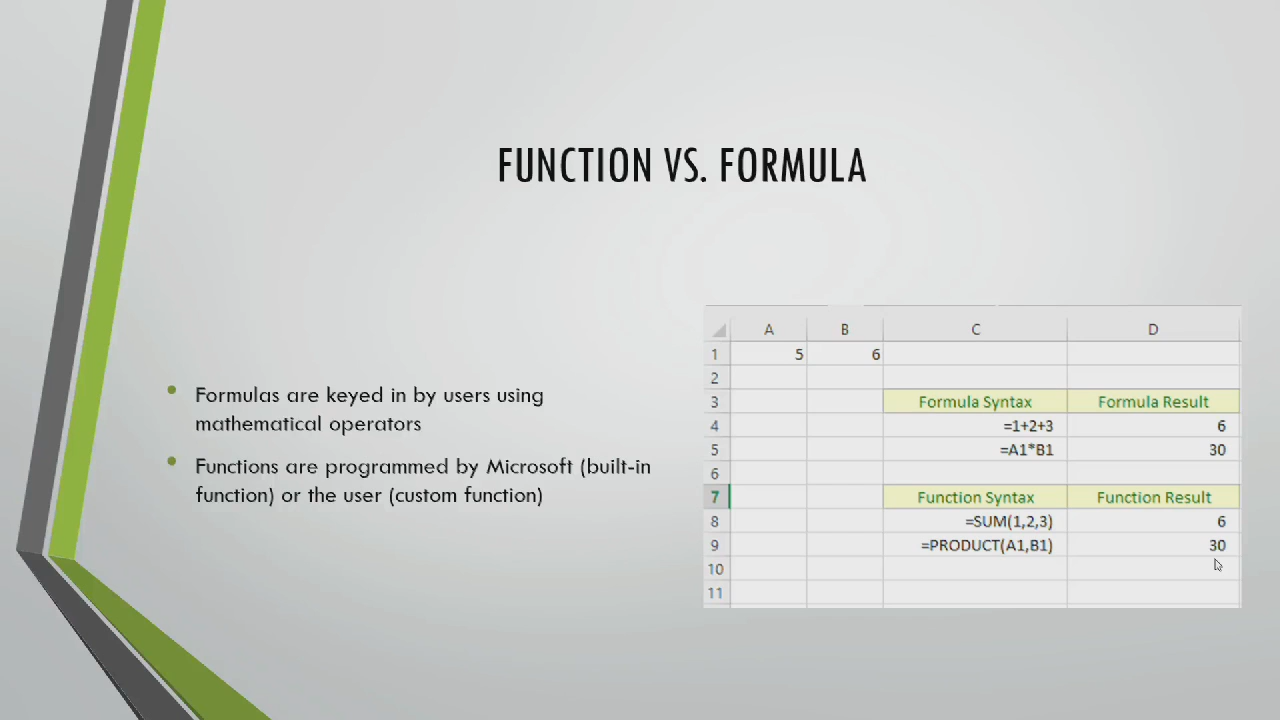 FUNCTION VS. FORMULA
• Formulas are keyed in by users using
mathematical operators
• Functions are programmed by Microsoft (built-in
function) or the user (custom function)
A B C D
1 5 6
2
3 Formula Syntax Formula Result
4 =1+2+3 6
5 =A1*B1 30
6
7 Function Syntax Function Result
8 =SUM(1,2,3) 6
9 =PRODUCT(A1,B1) 30
10
11